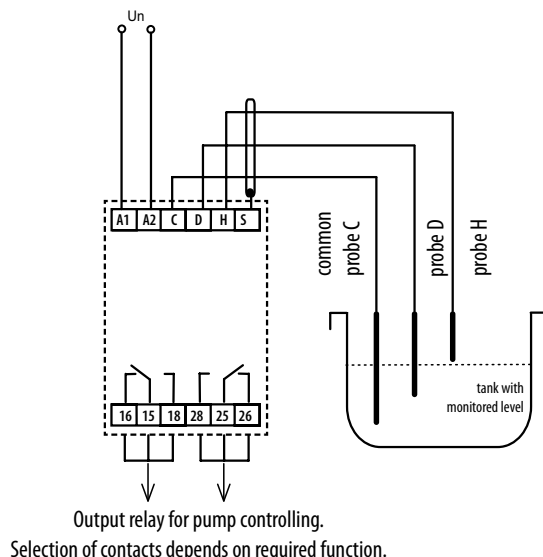 Un
A1 A2 C D H S
common
probe C
probe D
probe H
tank with
monitored level
16 15 18 28 25 26
Output relay for pump controlling.
Selection of contacts depends on required function.